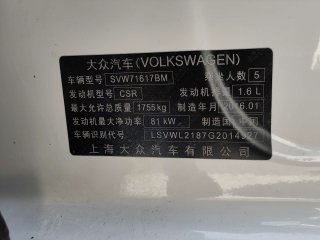 大众汽车(VOLKSWAGEN)
车辆型号 SVW71617BM 乘坐人数 5
发动机型号 CSR 发动机排量 1.6 L
最大允许总质量 1755kg 制造年月 2016.01
发动机最大净功率 81 kW 制造国 中国
车辆识别代号
上海大众汽车有限公司